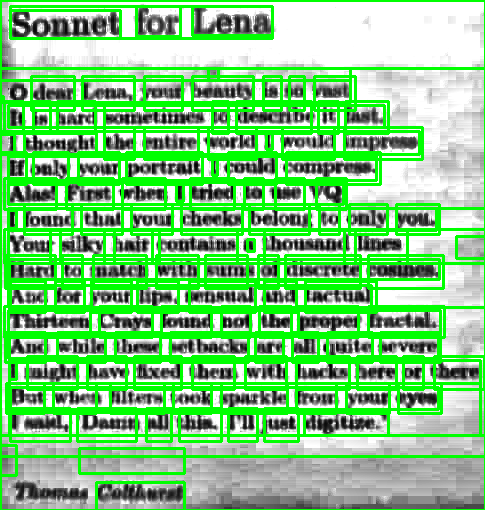 Sonnet for Lena
O dear Lena, your beauty is so vast
It is hard sometimes to describe it fast.
I thought the entire world I would impress
If only your portrait I could compress.
Alas! First when I tried to use VQ
I found that your cheeks belong to only you.
Your silky hair contains a thousand lines
Hard to match with sums of discrete cosines.
And for your lips, sensual and tactual
Thirteen Crays found not the proper fractal.
And while these setbacks are all quite severe
I might have fixed them with hacks here or there
But when filters took sparkle from your eyes
I said, 'Damn all this. I'll just digitize.'
Thomas Colthurst